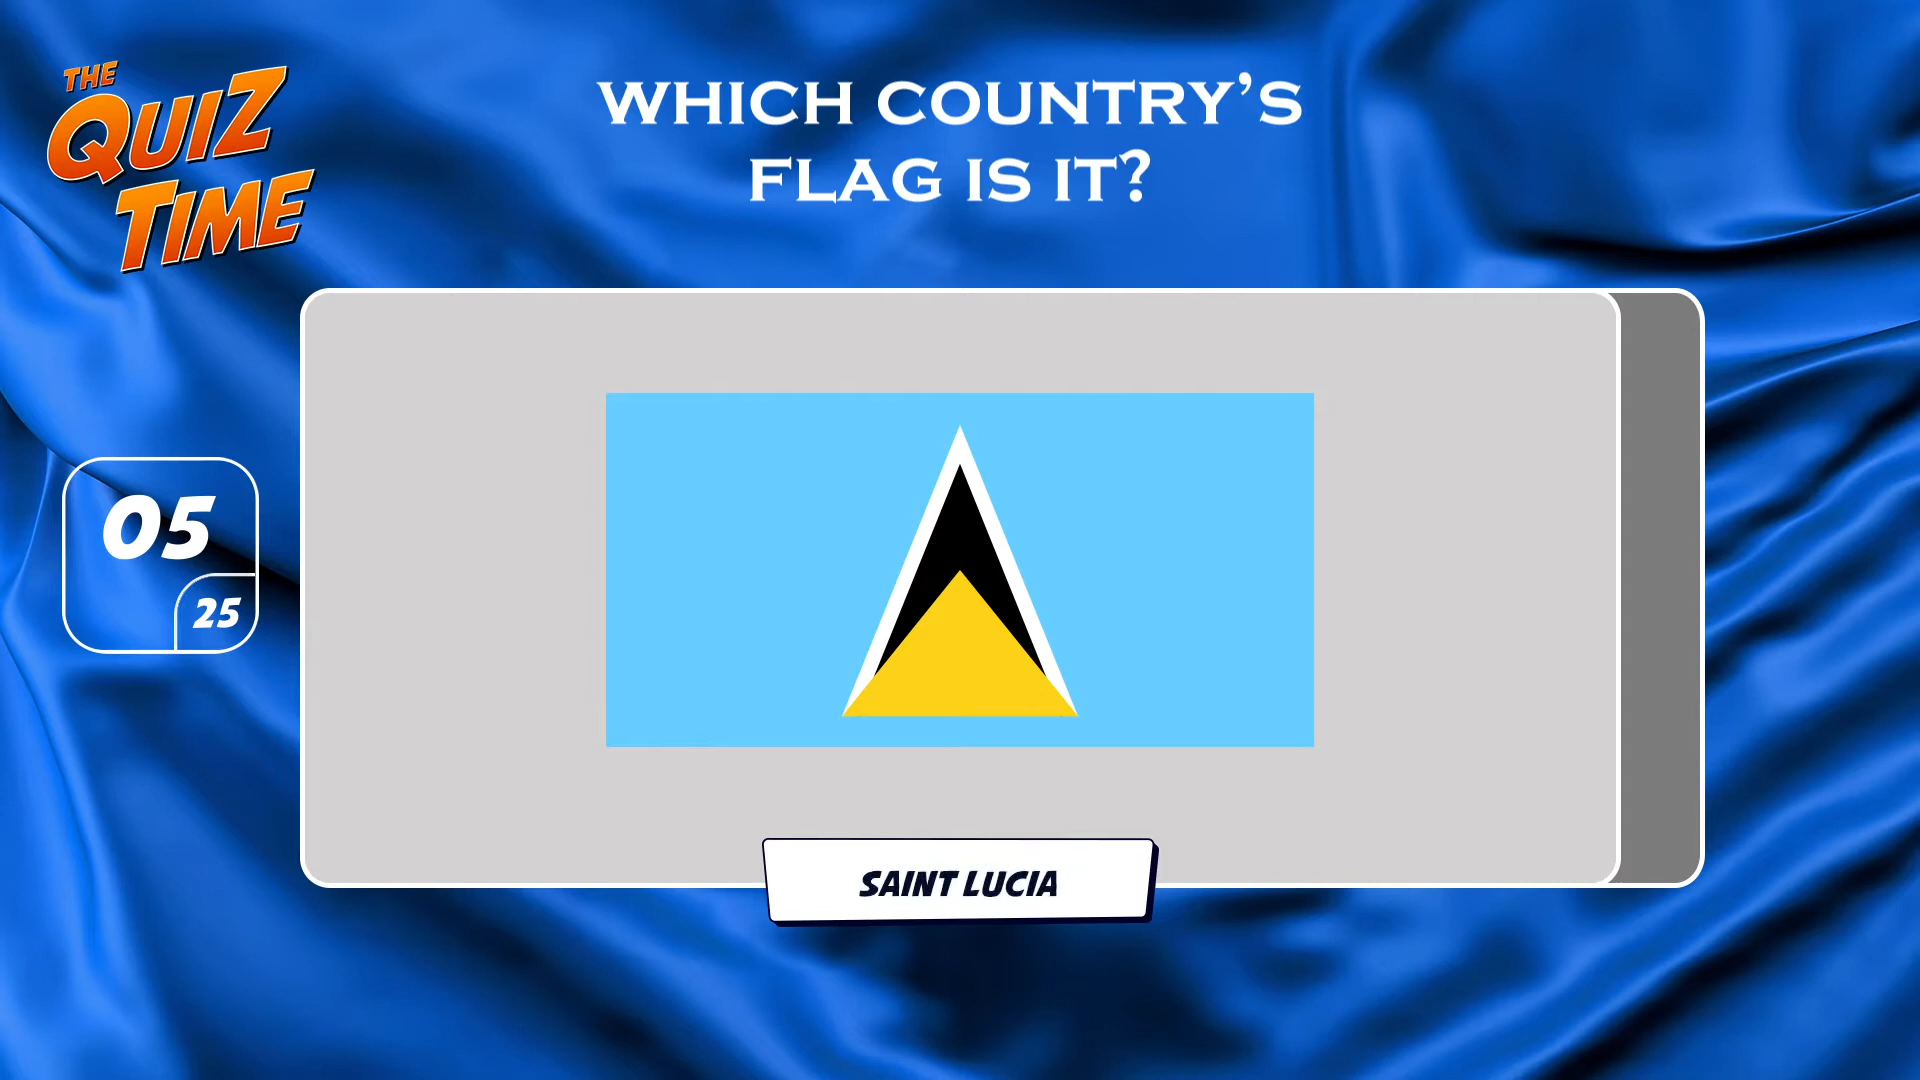 THE
QUIZ
TIME
WHICH COUNTRY'S
FLAG IS IT?
05
25
SAINT LUCIA